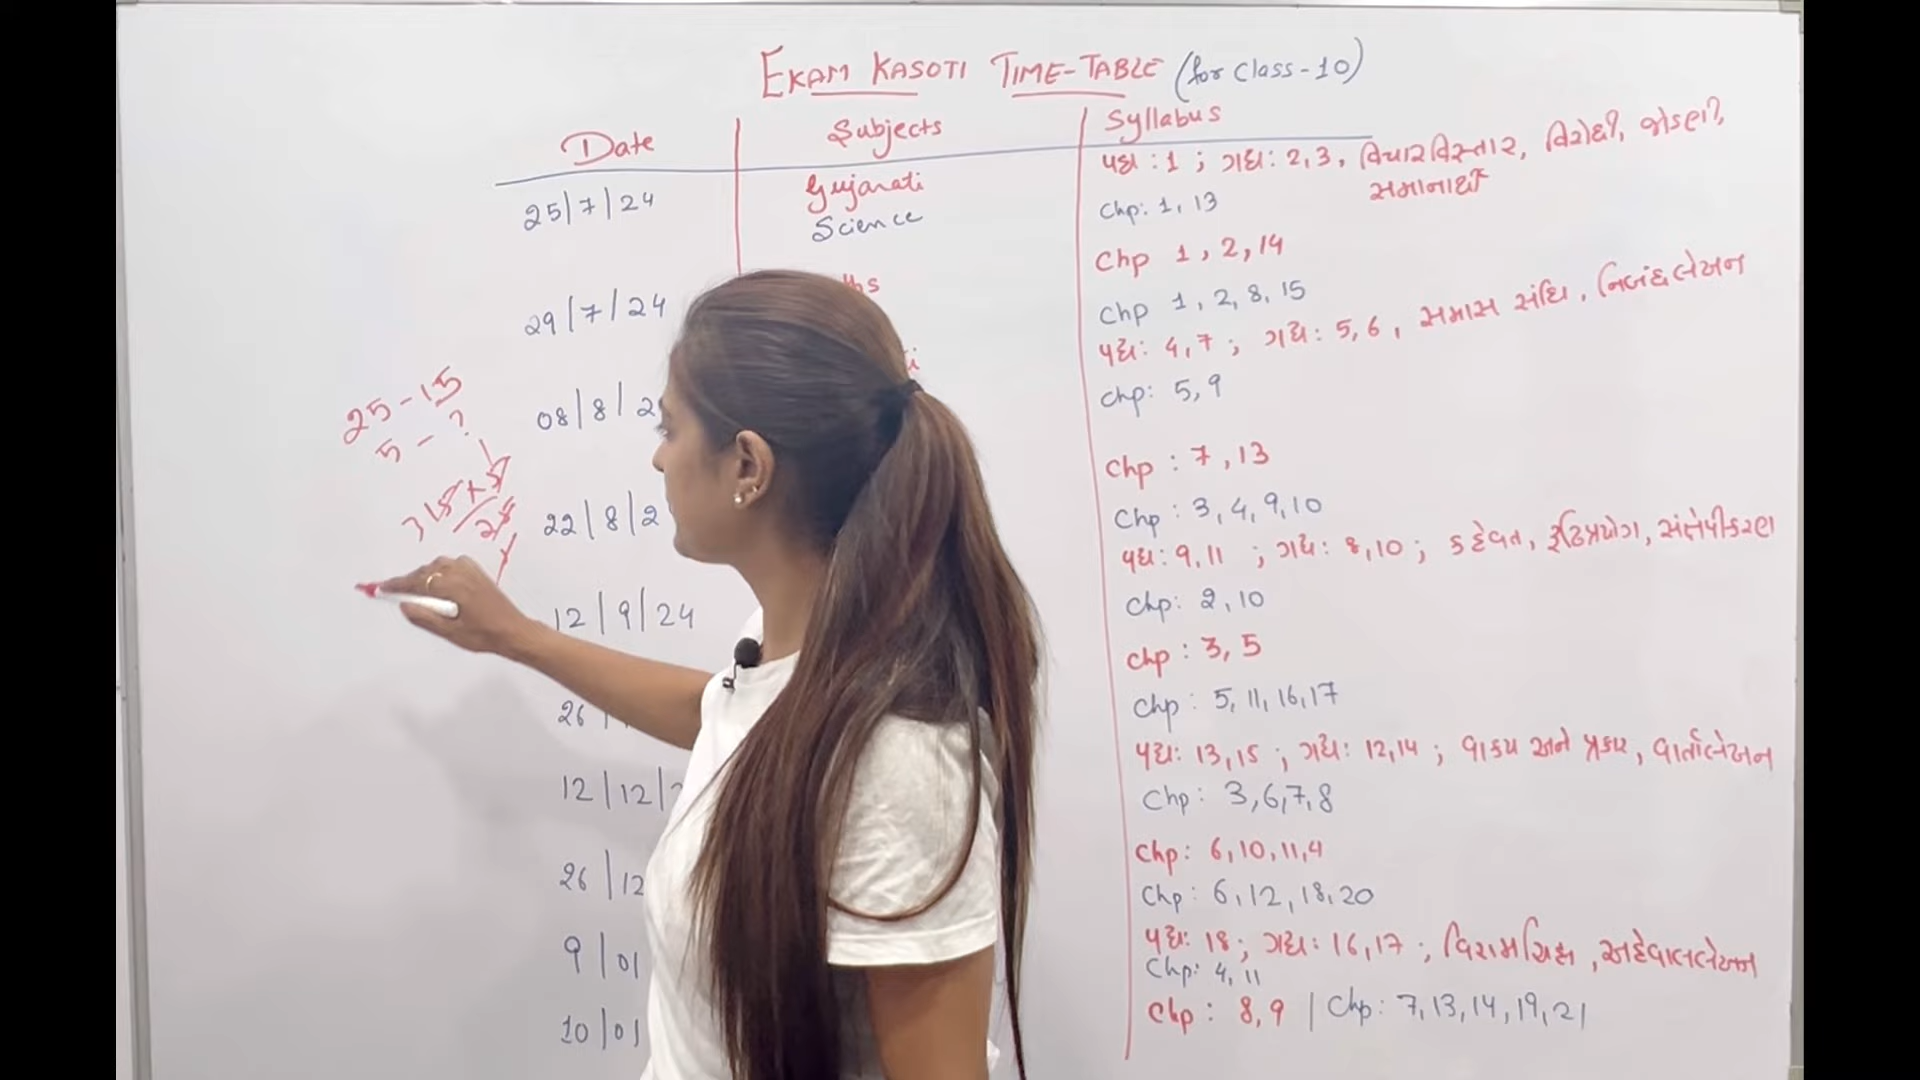 EKAM KASOTI TIME-TABLE (for class-10)
Date Subjects Syllabus
25/7/24 Gujarati પદ્ય : 1 ; ગદ્ય : 2, 3, વિચારવિસ્તાર, વિરોધી, જોડણી,
સમાનાર્થી
Science Chp: 1, 13
Chp 1, 2, 14
29/7/24 Chp 1, 2, 8, 15
પદ્ય: 4, 7 ; ગદ્ય: 5, 6, સમાસ સંધિ, નિબંધલેખન
08/8/2 Chp: 5, 9
Chp : 7, 13
22/8/2 Chp: 3, 4, 9, 10
પદ્ય: 9, 11 ; ગદ્ય: 8, 10 ; કહેવત, રૂઢિપ્રયોગ, સંક્ષેપીકરણ
12/9/24 Chp: 2, 10
Chp : 3, 5
26/ Chp: 5, 11, 16, 17
પદ્ય: 13, 15 ; ગદ્ય: 12, 14 ; વાક્ય અને પ્રકાર, વાર્તાલેખન
12/12/2 Chp: 3, 6, 7, 8
Chp: 6, 10, 11, 4
26/12 Chp: 6, 12, 18, 20
9/01 પદ્ય: 18 ; ગદ્ય: 16, 17 ; વિરામચિહ્ન, અહેવાલલેખન
Chp: 4, 11
10/01 Chp: 8, 9 | Chp: 7, 13, 14, 19, 21
25 - 15
5 - ?